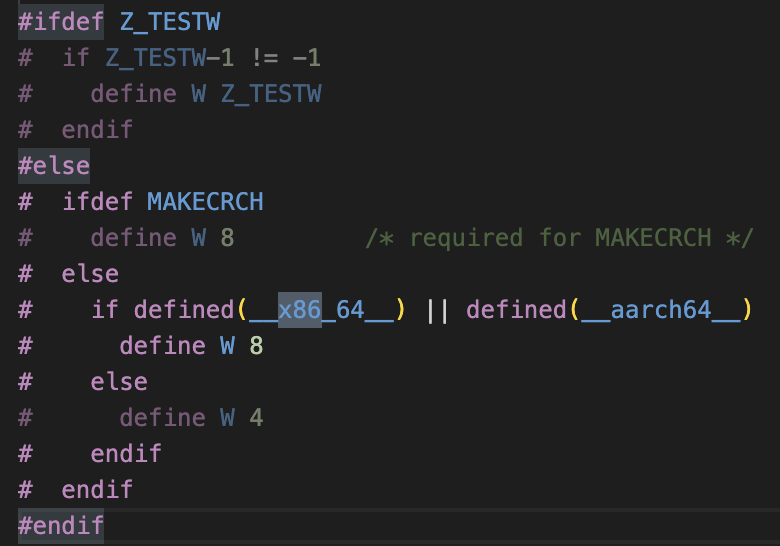 #ifdef Z_TESTW
#  if Z_TESTW-1 != -1
#    define W Z_TESTW
#  endif
#else
#  ifdef MAKECRCH
#    define W 8         /* required for MAKECRCH */
#  else
#    if defined(__x86_64__) || defined(__aarch64__)
#      define W 8
#    else
#      define W 4
#    endif
#  endif
#endif